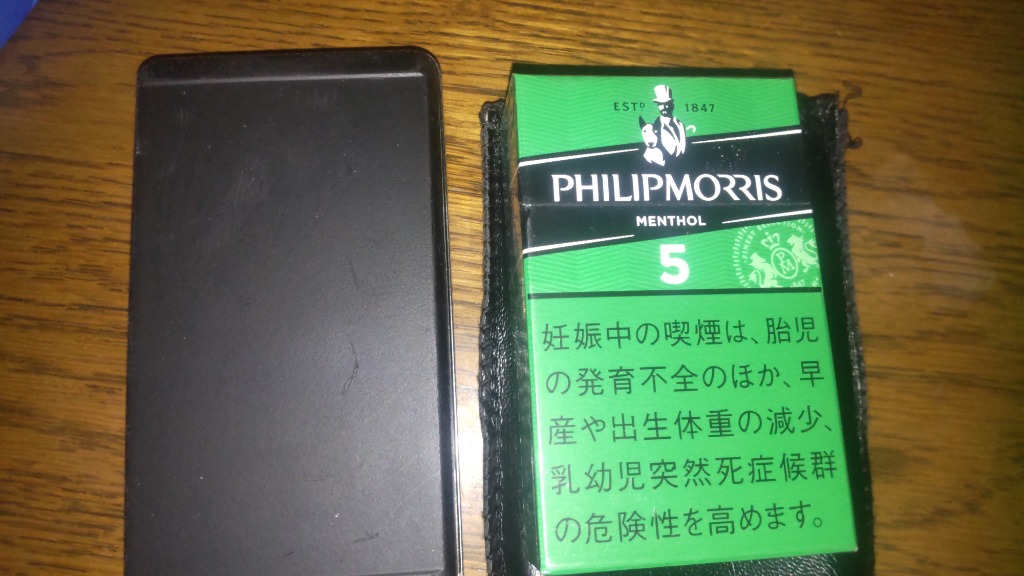 ESTD 1847
PHILIPMORRIS
MENTHOL
5
PM
妊娠中の喫煙は、胎児
の発育不全のほか、早
産や出生体重の減少、
乳幼児突然死症候群
の危険性を高めます。